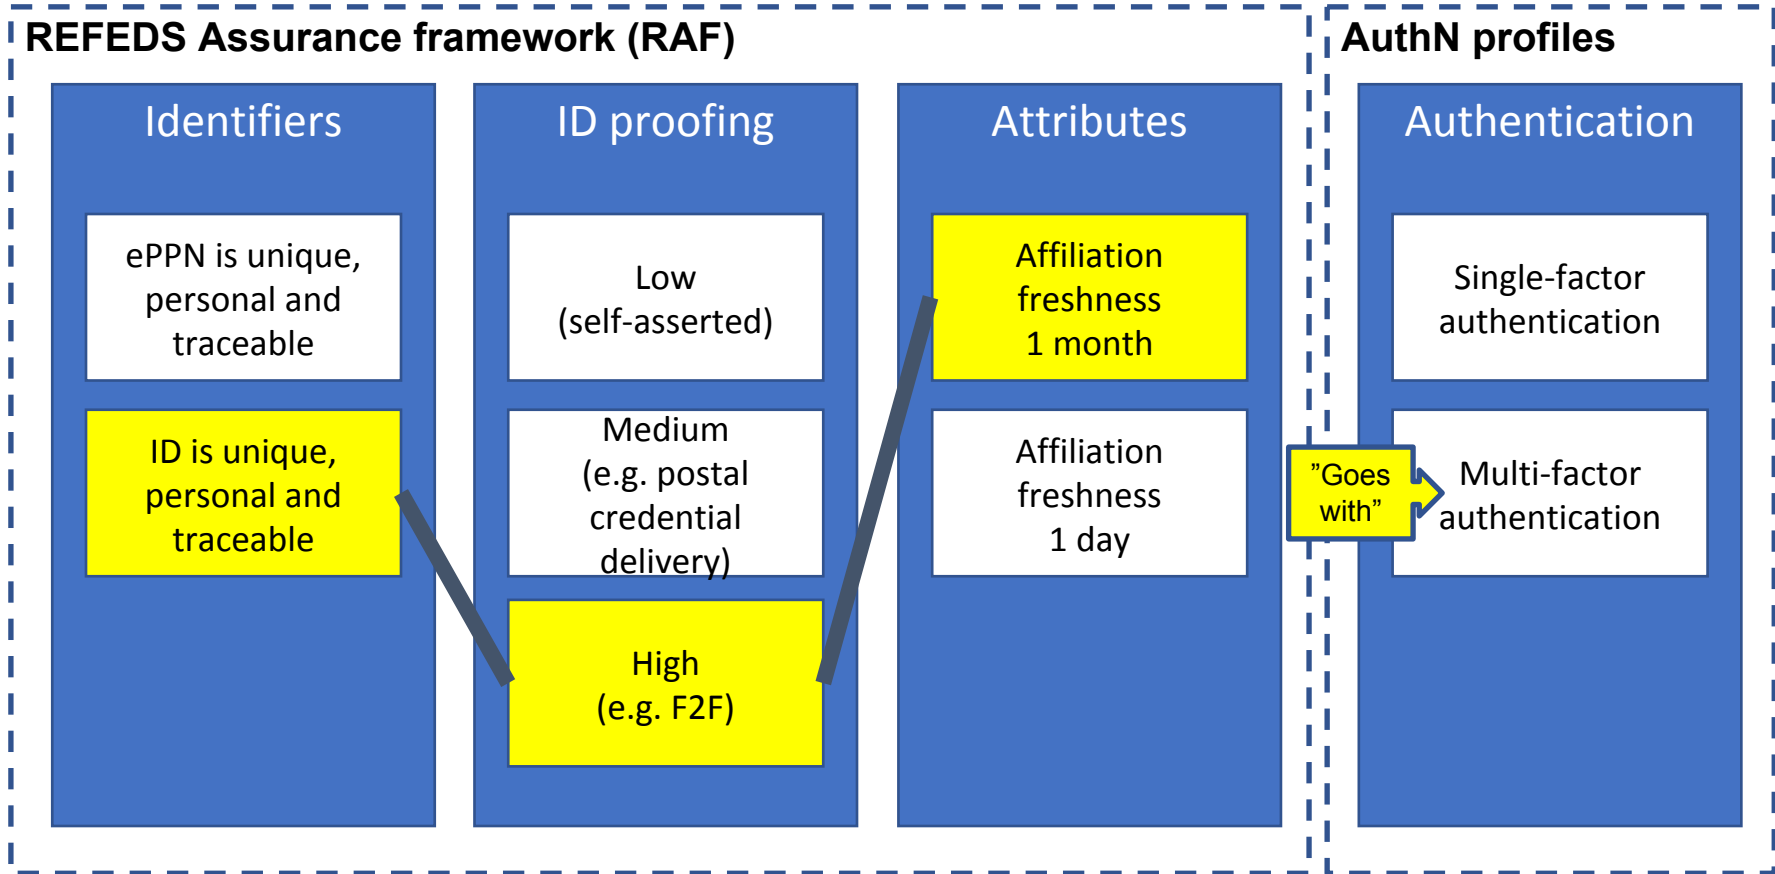 REFEDS Assurance framework (RAF)
AuthN profiles
Identifiers
ePPN is unique,
personal and
traceable
ID is unique,
personal and
traceable
ID proofing
Low
(self-asserted)
Medium
(e.g. postal
credential
delivery)
High
(e.g. F2F)
Attributes
Affiliation
freshness
1 month
Affiliation
freshness
1 day
”Goes
with”
Authentication
Single-factor
authentication
Multi-factor
authentication